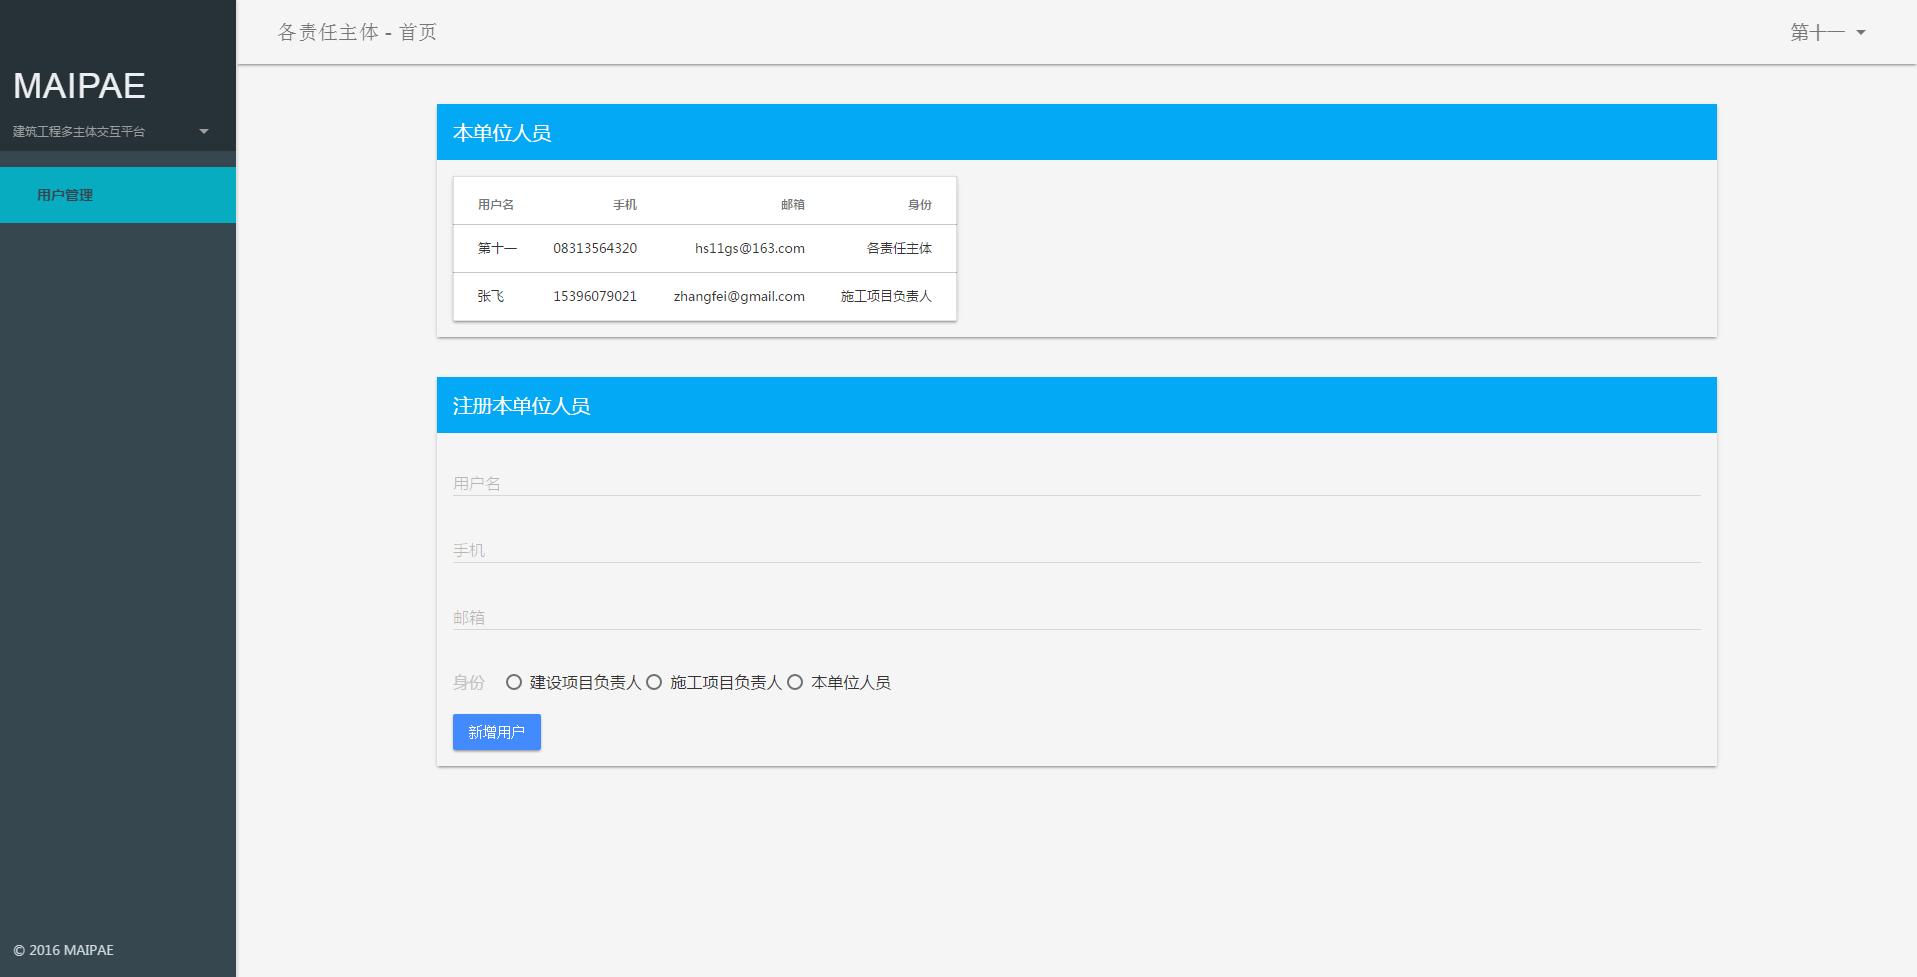 各责任主体 - 首页
第十一
MAIPAE
建筑工程多主体交互平台
用户管理
本单位人员
用户名 手机 邮箱 身份
第十一 08313564320 hs11gs@163.com 各责任主体
张飞 15396079021 zhangfei@gmail.com 施工项目负责人
注册本单位人员
用户名
手机
邮箱
身份 建设项目负责人 施工项目负责人 本单位人员
新增用户
© 2016 MAIPAE